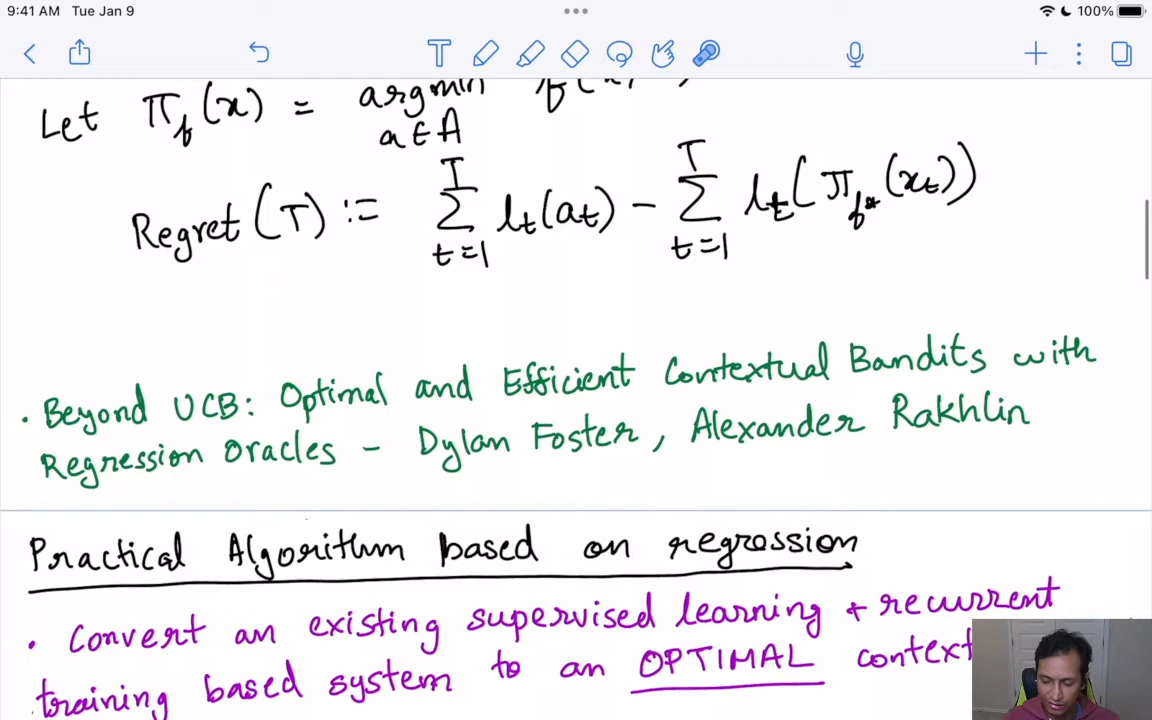 9:41 AM Tue Jan 9
100%
T
Let π_f(x) = argmin
a∈A
Regret(T) := Σ_{t=1}^{T} l_t(a_t) - Σ_{t=1}^{T} l_t(π_{f*}(x_t))
• Beyond UCB: Optimal and Efficient Contextual Bandits with
Regression Oracles - Dylan Foster, Alexander Rakhlin
Practical Algorithm based on regression
• Convert an existing supervised learning + recurrent
training based system to an OPTIMAL context